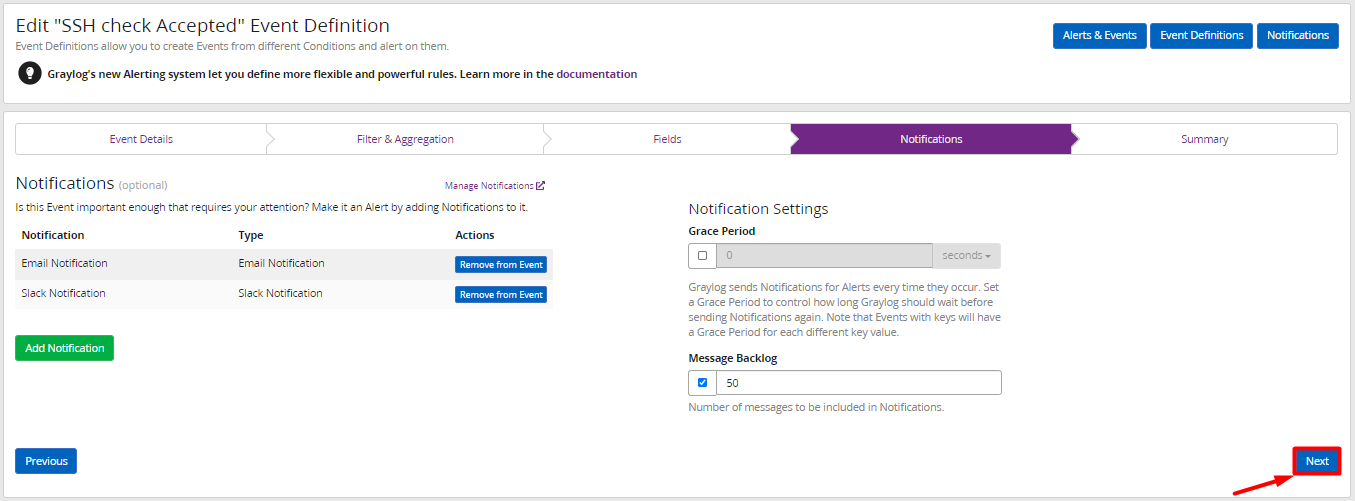 Edit "SSH check Accepted" Event Definition
Event Definitions allow you to create Events from different Conditions and alert on them.
Alerts & Events
Event Definitions
Notifications
Graylog's new Alerting system let you define more flexible and powerful rules. Learn more in the documentation
Event Details
Filter & Aggregation
Fields
Notifications
Summary
Notifications (optional)
Manage Notifications
Is this Event important enough that requires your attention? Make it an Alert by adding Notifications to it.
Notification Type Actions
Email Notification Email Notification Remove from Event
Slack Notification Slack Notification Remove from Event
Add Notification
Notification Settings
Grace Period
0 seconds
Graylog sends Notifications for Alerts every time they occur. Set
a Grace Period to control how long Graylog should wait before
sending Notifications again. Note that Events with keys will have
a Grace Period for each different key value.
Message Backlog
50
Number of messages to be included in Notifications.
Previous
Next